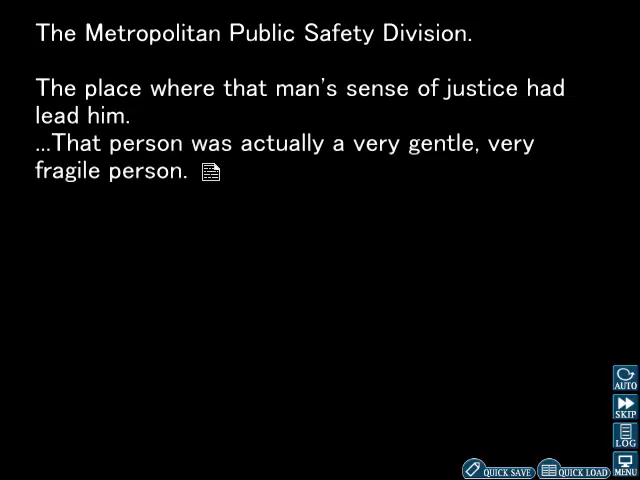 The Metropolitan Public Safety Division.
The place where that man's sense of justice had
lead him.
...That person was actually a very gentle, very
fragile person.
AUTO
SKIP
LOG
MENU
QUICK SAVE
QUICK LOAD